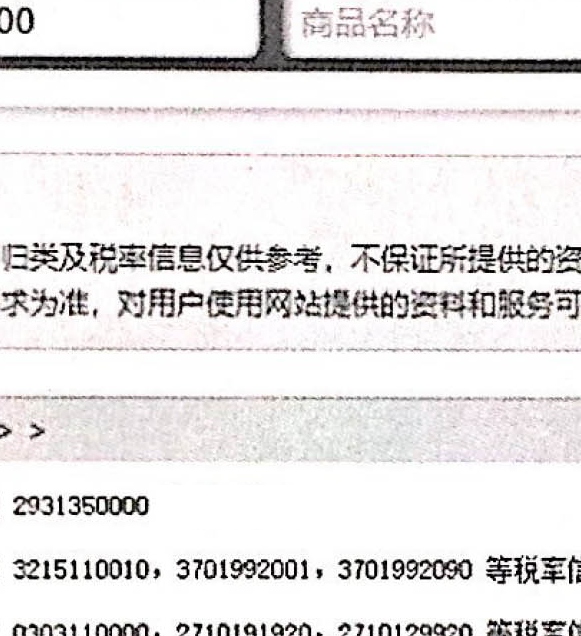 00 商品名称
归类及税率信息仅供参考，不保证所提供的资
求为准，对用户使用网站提供的资料和服务可
> >
2931350000
3215110010，3701992001，3701992090 等税率信
0303110000，2710191920，2710129920 等税率信